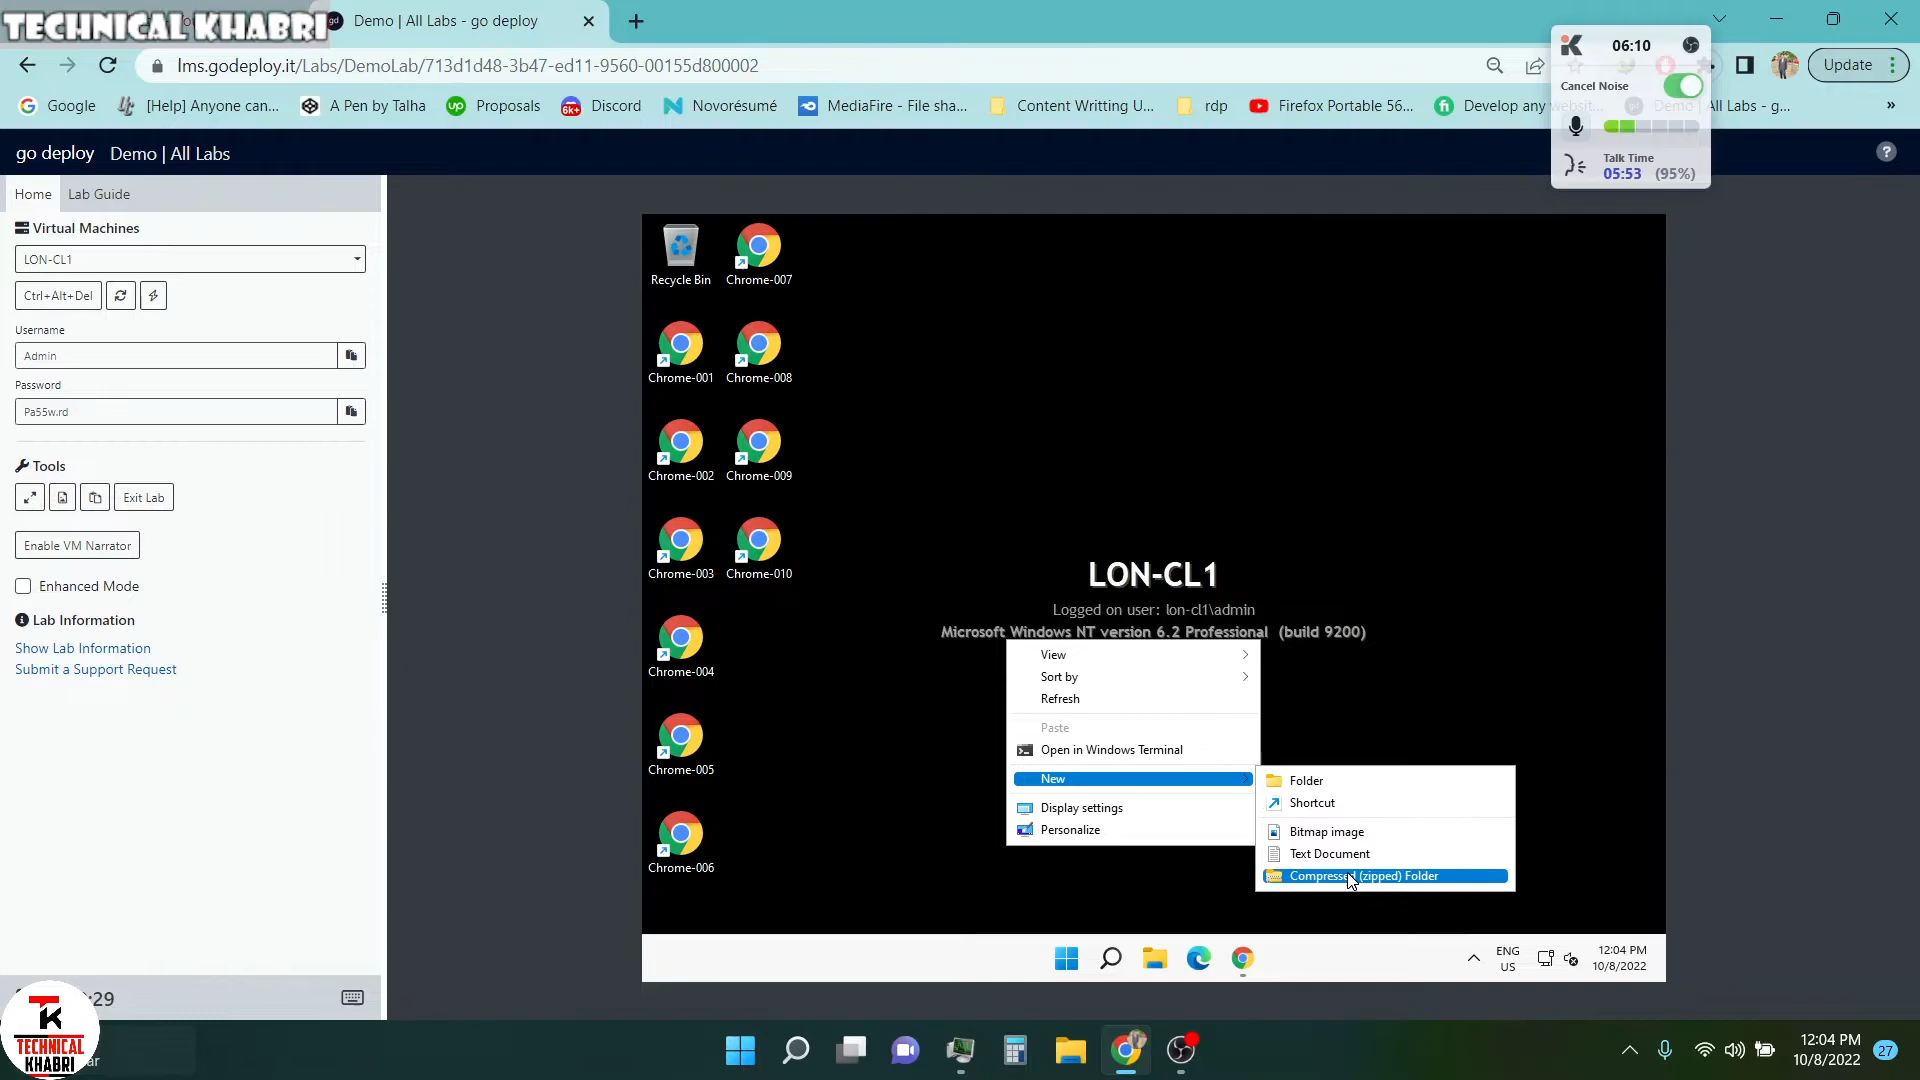 TECHNICAL KHABRI
Demo | All Labs - go deploy
lms.godeploy.it/Labs/DemoLab/713d1d48-3b47-ed11-9560-00155d800002
Update
Google
[Help] Anyone can...
A Pen by Talha
up
Proposals
6k+
Discord
Novorésumé
MediaFire - File sha...
Content Writting U...
rdp
Firefox Portable 56...
fi
Develop any websit...
Demo | All Labs - g...
»
06:10
Cancel Noise
Talk Time
05:53 (95%)
go deploy Demo | All Labs
Home
Lab Guide
Virtual Machines
LON-CL1
Ctrl+Alt+Del
Username
Admin
Password
Pa55w.rd
Tools
Exit Lab
Enable VM Narrator
Enhanced Mode
Lab Information
Show Lab Information
Submit a Support Request
:29
Recycle Bin
Chrome-007
Chrome-001
Chrome-008
Chrome-002
Chrome-009
Chrome-003
Chrome-010
Chrome-004
Chrome-005
Chrome-006
LON-CL1
Logged on user: lon-cl1\admin
Microsoft Windows NT version 6.2 Professional (build 9200)
View
Sort by
Refresh
Paste
Open in Windows Terminal
New
Display settings
Personalize
Folder
Shortcut
Bitmap image
Text Document
Compressed (zipped) Folder
ENG
US
12:04 PM
10/8/2022
TK
TECHNICAL
KHABRI
ar
12:04 PM
10/8/2022
27